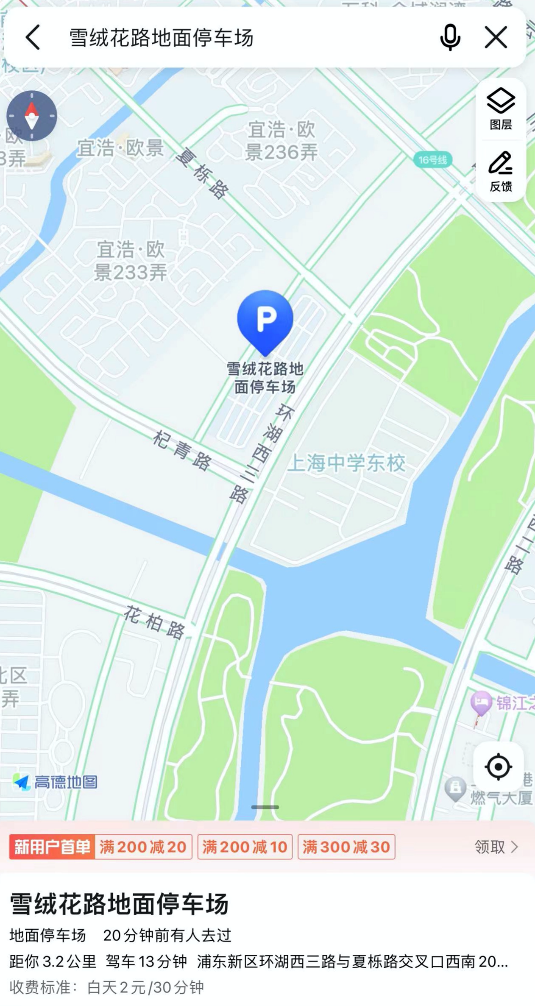 雪绒花路地面停车场
图层
反馈
16号线
宜浩·欧
景236弄
宜浩·欧景
3弄
夏栎路
宜浩·欧
景233弄
P
雪绒花路地
面停车场
环湖西三路
杞青路
上海中学东校
西二路
花柏路
北区
弄
锦江之
高德地图
港
燃气大厦
新用户首单 满200减20 满200减10 满300减30 领取
雪绒花路地面停车场
地面停车场 20分钟前有人去过
距你3.2公里 驾车13分钟 浦东新区环湖西三路与夏栎路交叉口西南20...
收费标准：白天2元/30分钟